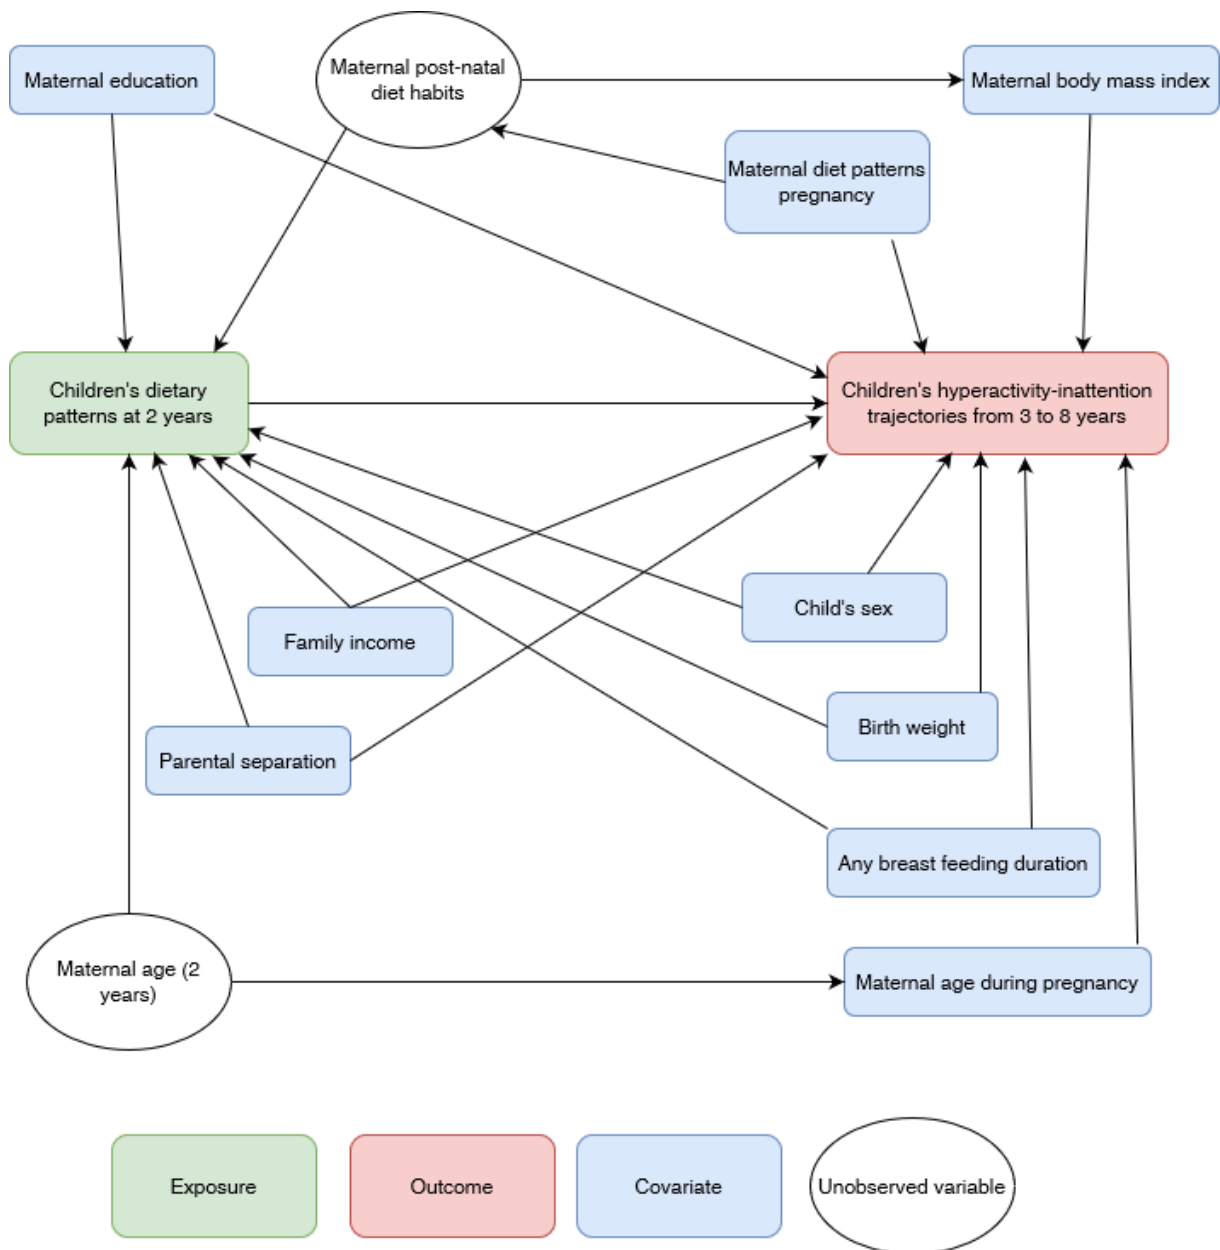 Maternal education
Maternal post-natal
diet habits
Maternal body mass index
Maternal diet patterns
pregnancy
Children's dietary
patterns at 2 years
Children's hyperactivity-inattention
trajectories from 3 to 8 years
Child's sex
Family income
Birth weight
Parental separation
Any breast feeding duration
Maternal age (2
years)
Maternal age during pregnancy
Exposure
Outcome
Covariate
Unobserved variable